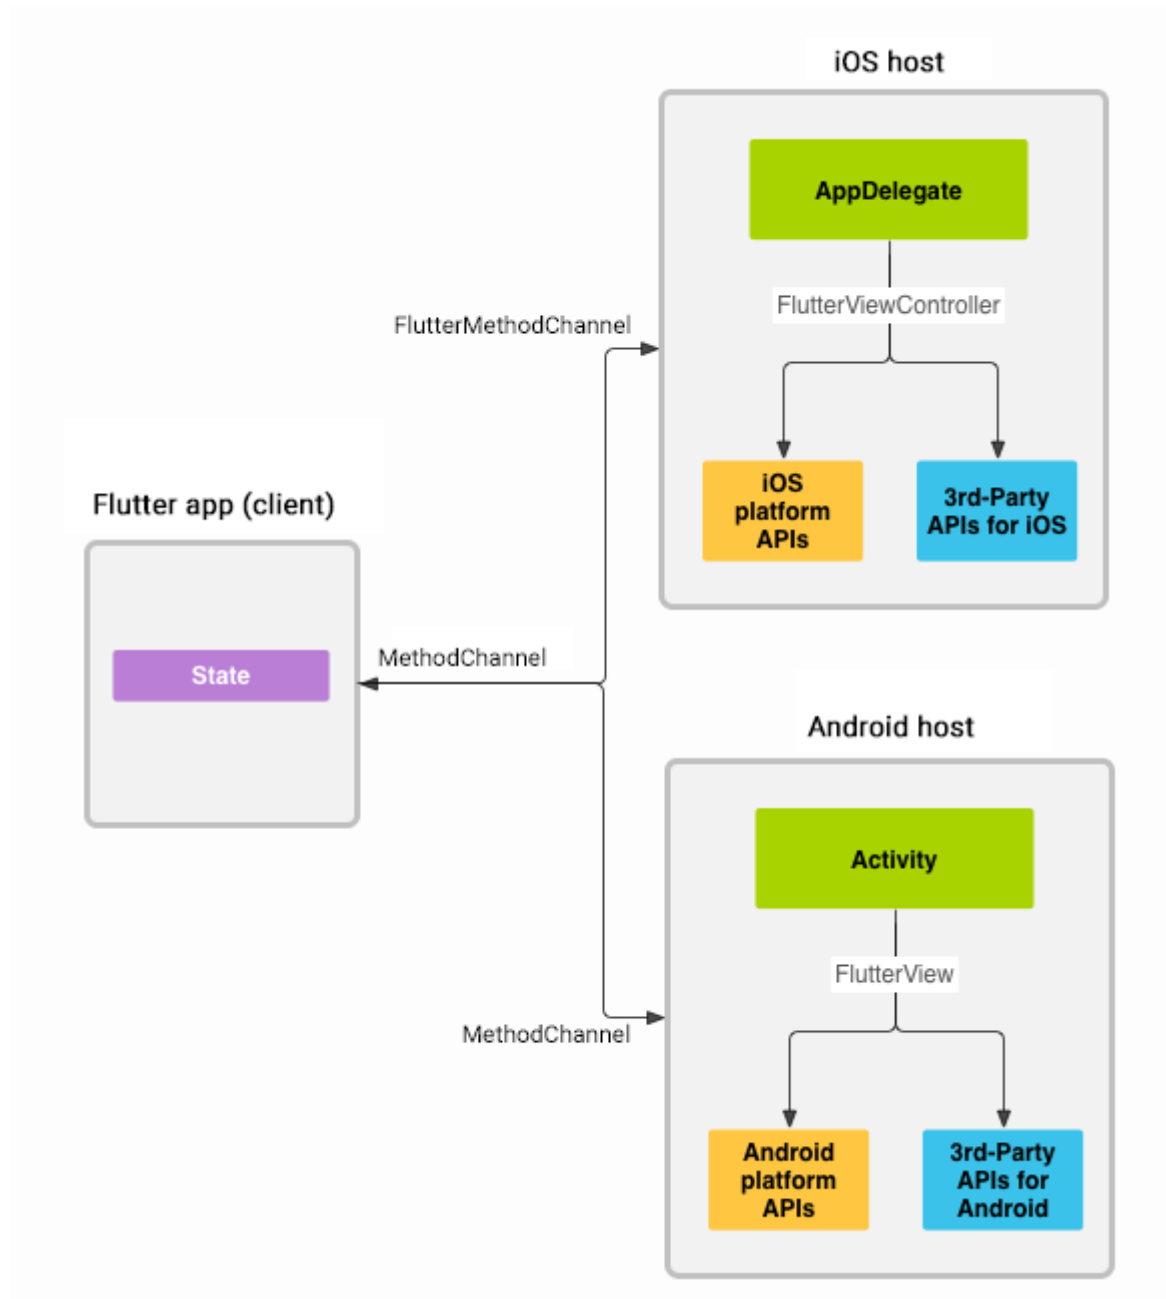 iOS host
AppDelegate
FlutterViewController
FlutterMethodChannel
iOS
platform
APIs
3rd-Party
APIs for iOS
Flutter app (client)
State
MethodChannel
Android host
Activity
FlutterView
MethodChannel
Android
platform
APIs
3rd-Party
APIs for
Android